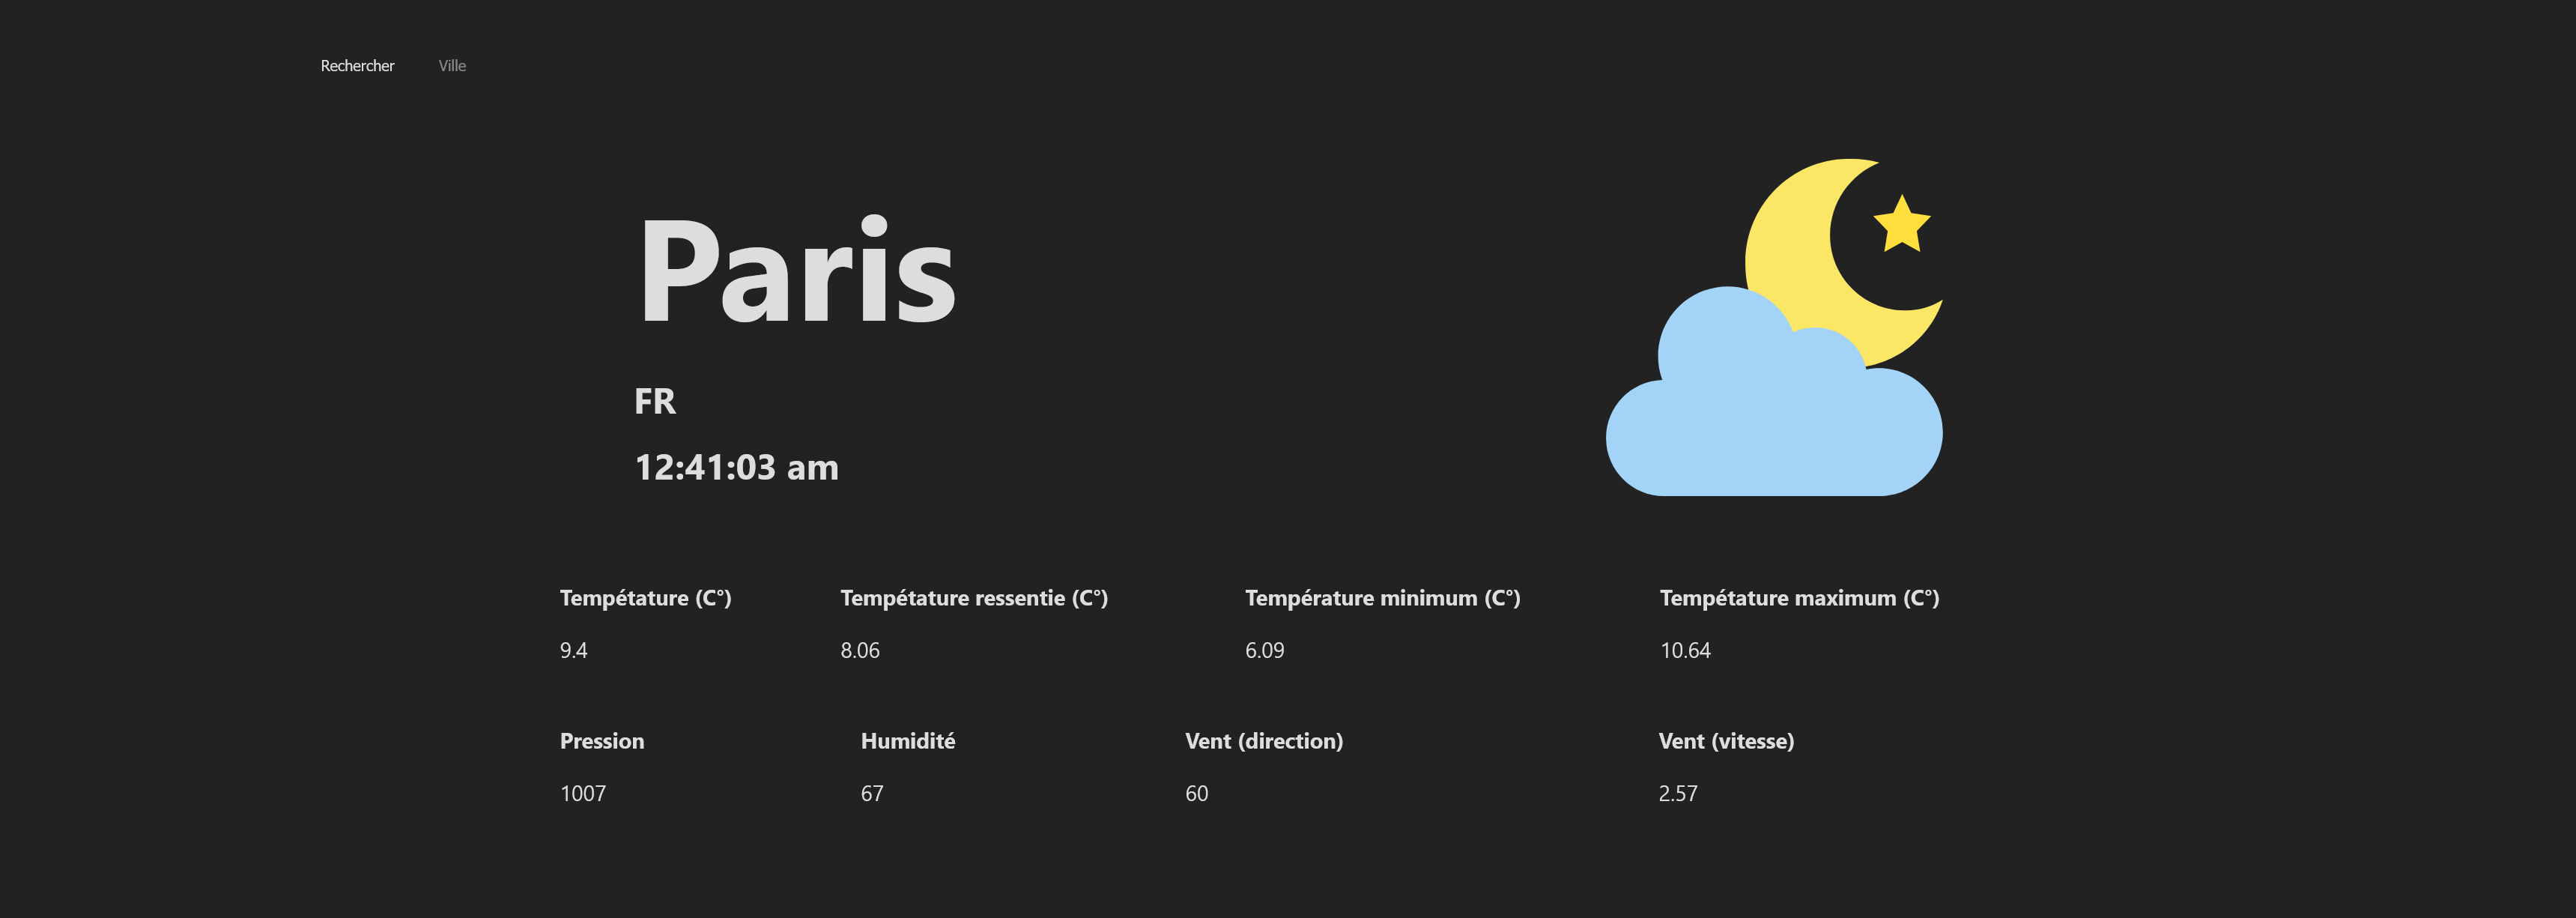 Rechercher Ville
Paris
FR
12:41:03 am
Tempétature (C°) Tempétature ressentie (C°) Température minimum (C°) Tempétature maximum (C°)
9.4 8.06 6.09 10.64
Pression Humidité Vent (direction) Vent (vitesse)
1007 67 60 2.57